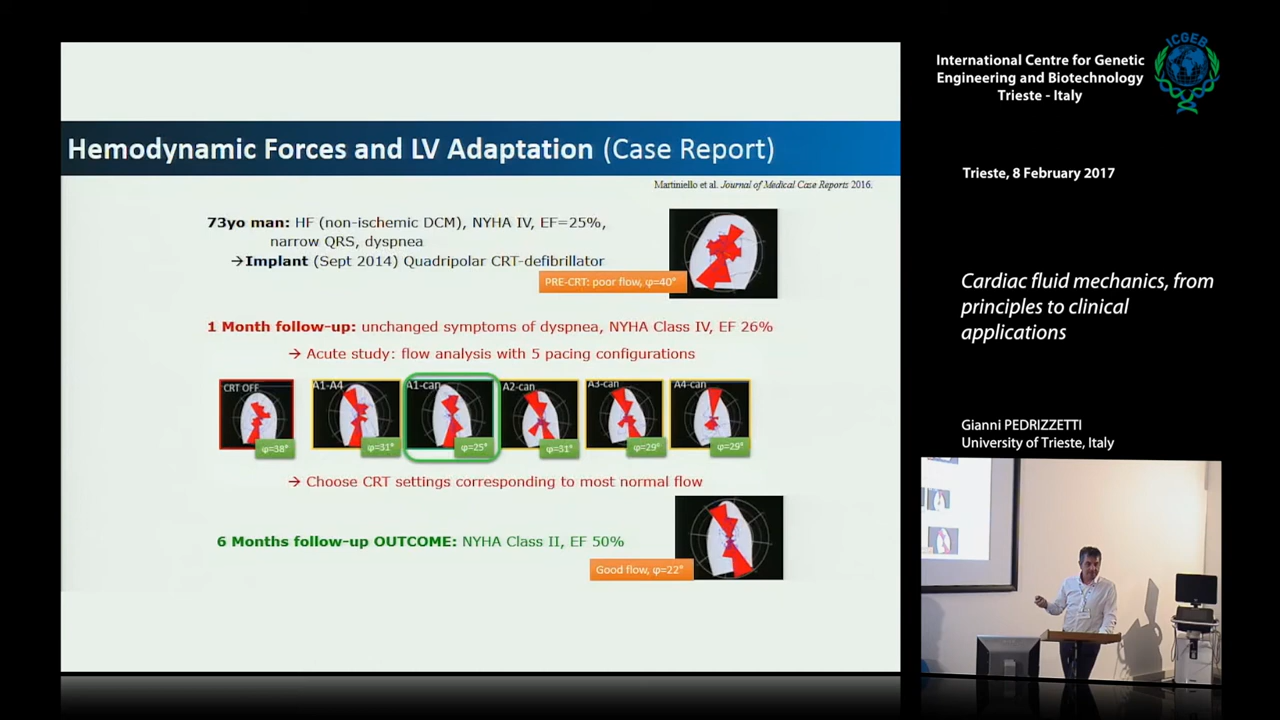 Hemodynamic Forces and LV Adaptation (Case Report)
Martiniello et al. Journal of Medical Case Reports 2016.
73yo man: HF (non-ischemic DCM), NYHA IV, EF=25%,
narrow QRS, dyspnea
→Implant (Sept 2014) Quadripolar CRT-defibrillator
PRE-CRT: poor flow, φ=40°
1 Month follow-up: unchanged symptoms of dyspnea, NYHA Class IV, EF 26%
→ Acute study: flow analysis with 5 pacing configurations
CRT OFF
φ=38°
A1-A4
φ=31°
A1-can
φ=25°
A2-can
φ=31°
A3-can
φ=29°
A4-can
φ=29°
→ Choose CRT settings corresponding to most normal flow
6 Months follow-up OUTCOME: NYHA Class II, EF 50%
Good flow, φ=22°
International Centre for Genetic
Engineering and Biotechnology
Trieste - Italy
ICGEB
Trieste, 8 February 2017
Cardiac fluid mechanics, from
principles to clinical
applications
Gianni PEDRIZZETTI
University of Trieste, Italy